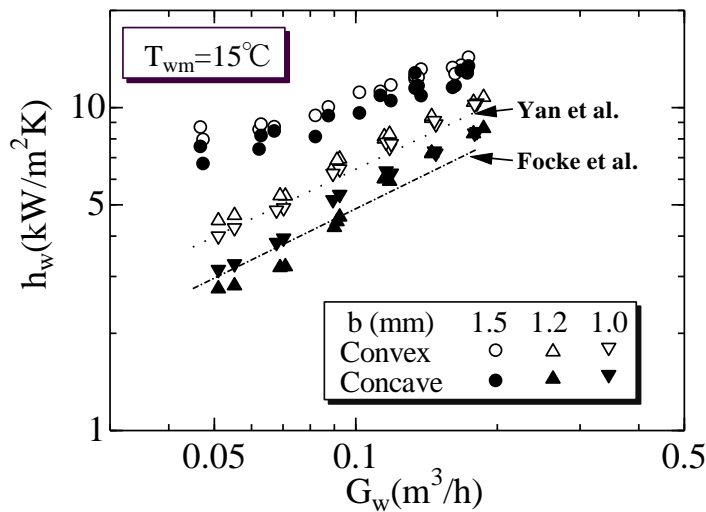 T_wm=15℃
10
5
1
h_w(kW/m²K)
Yan et al.
Focke et al.
b (mm) 1.5 1.2 1.0
Convex ○ △ ▽
Concave ● ▲ ▼
0.05 0.1 0.5
G_w(m³/h)